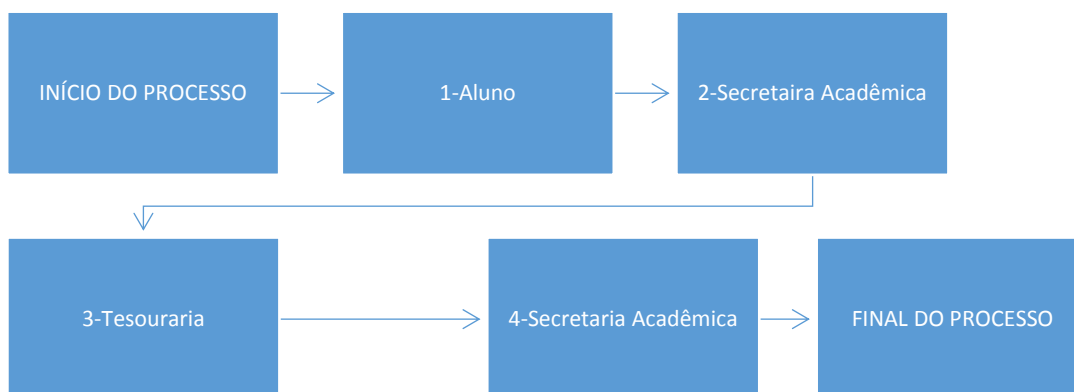 INÍCIO DO PROCESSO
1-Aluno
2-Secretaira Acadêmica
3-Tesouraria
4-Secretaria Acadêmica
FINAL DO PROCESSO